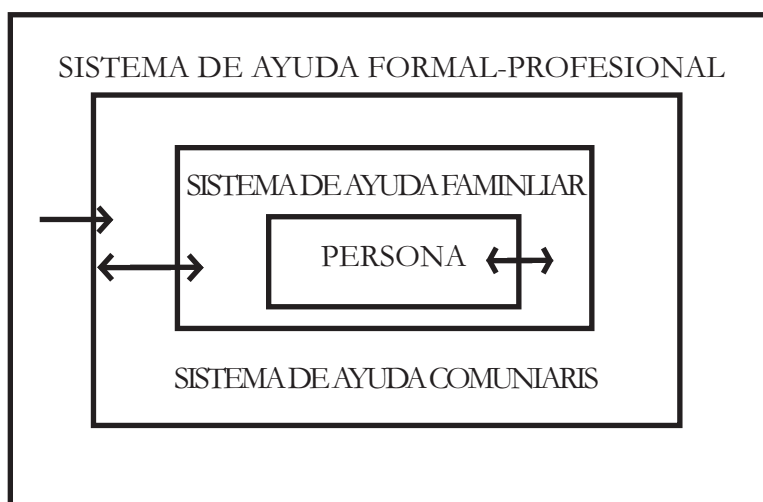 SISTEMA DE AYUDA FORMAL-PROFESIONAL
SISTEMA DE AYUDA FAMINLIAR
PERSONA
SISTEMA DE AYUDA COMUNIARIS